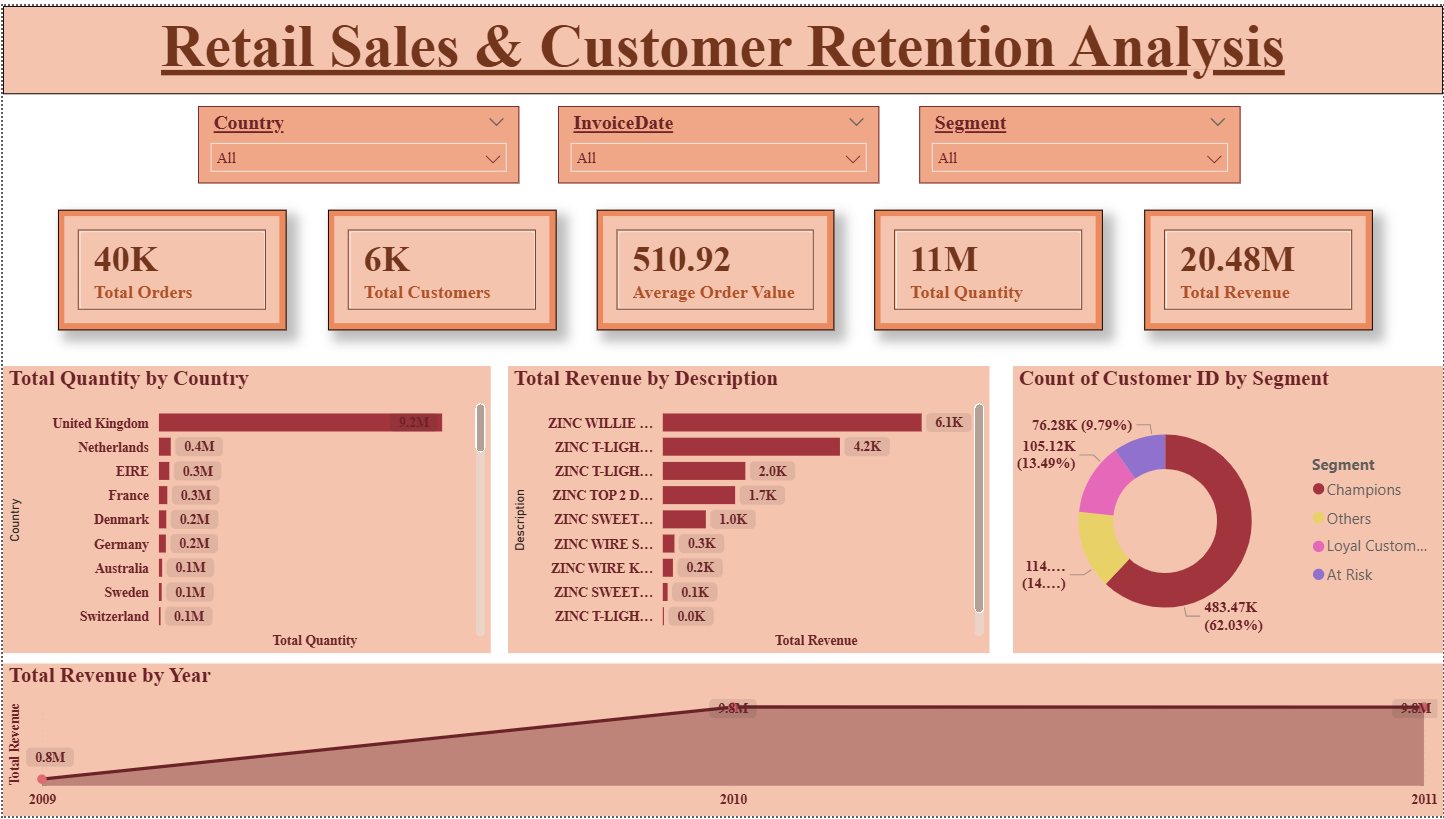 Retail Sales & Customer Retention Analysis
Country
All
InvoiceDate
All
Segment
All
40K
Total Orders
6K
Total Customers
510.92
Average Order Value
11M
Total Quantity
20.48M
Total Revenue
Total Quantity by Country
Country
United Kingdom 9.2M
Netherlands 0.4M
EIRE 0.3M
France 0.3M
Denmark 0.2M
Germany 0.2M
Australia 0.1M
Sweden 0.1M
Switzerland 0.1M
Total Quantity
Total Revenue by Description
Description
ZINC WILLIE ... 6.1K
ZINC T-LIGH... 4.2K
ZINC T-LIGH... 2.0K
ZINC TOP 2 D... 1.7K
ZINC SWEET... 1.0K
ZINC WIRE S... 0.3K
ZINC WIRE K... 0.2K
ZINC SWEET... 0.1K
ZINC T-LIGH... 0.0K
Total Revenue
Count of Customer ID by Segment
76.28K (9.79%)
105.12K
(13.49%)
114....
(14....)
483.47K
(62.03%)
Segment
Champions
Others
Loyal Custom...
At Risk
Total Revenue by Year
Total Revenue
0.8M
9.8M
9.8M
2009
2010
2011